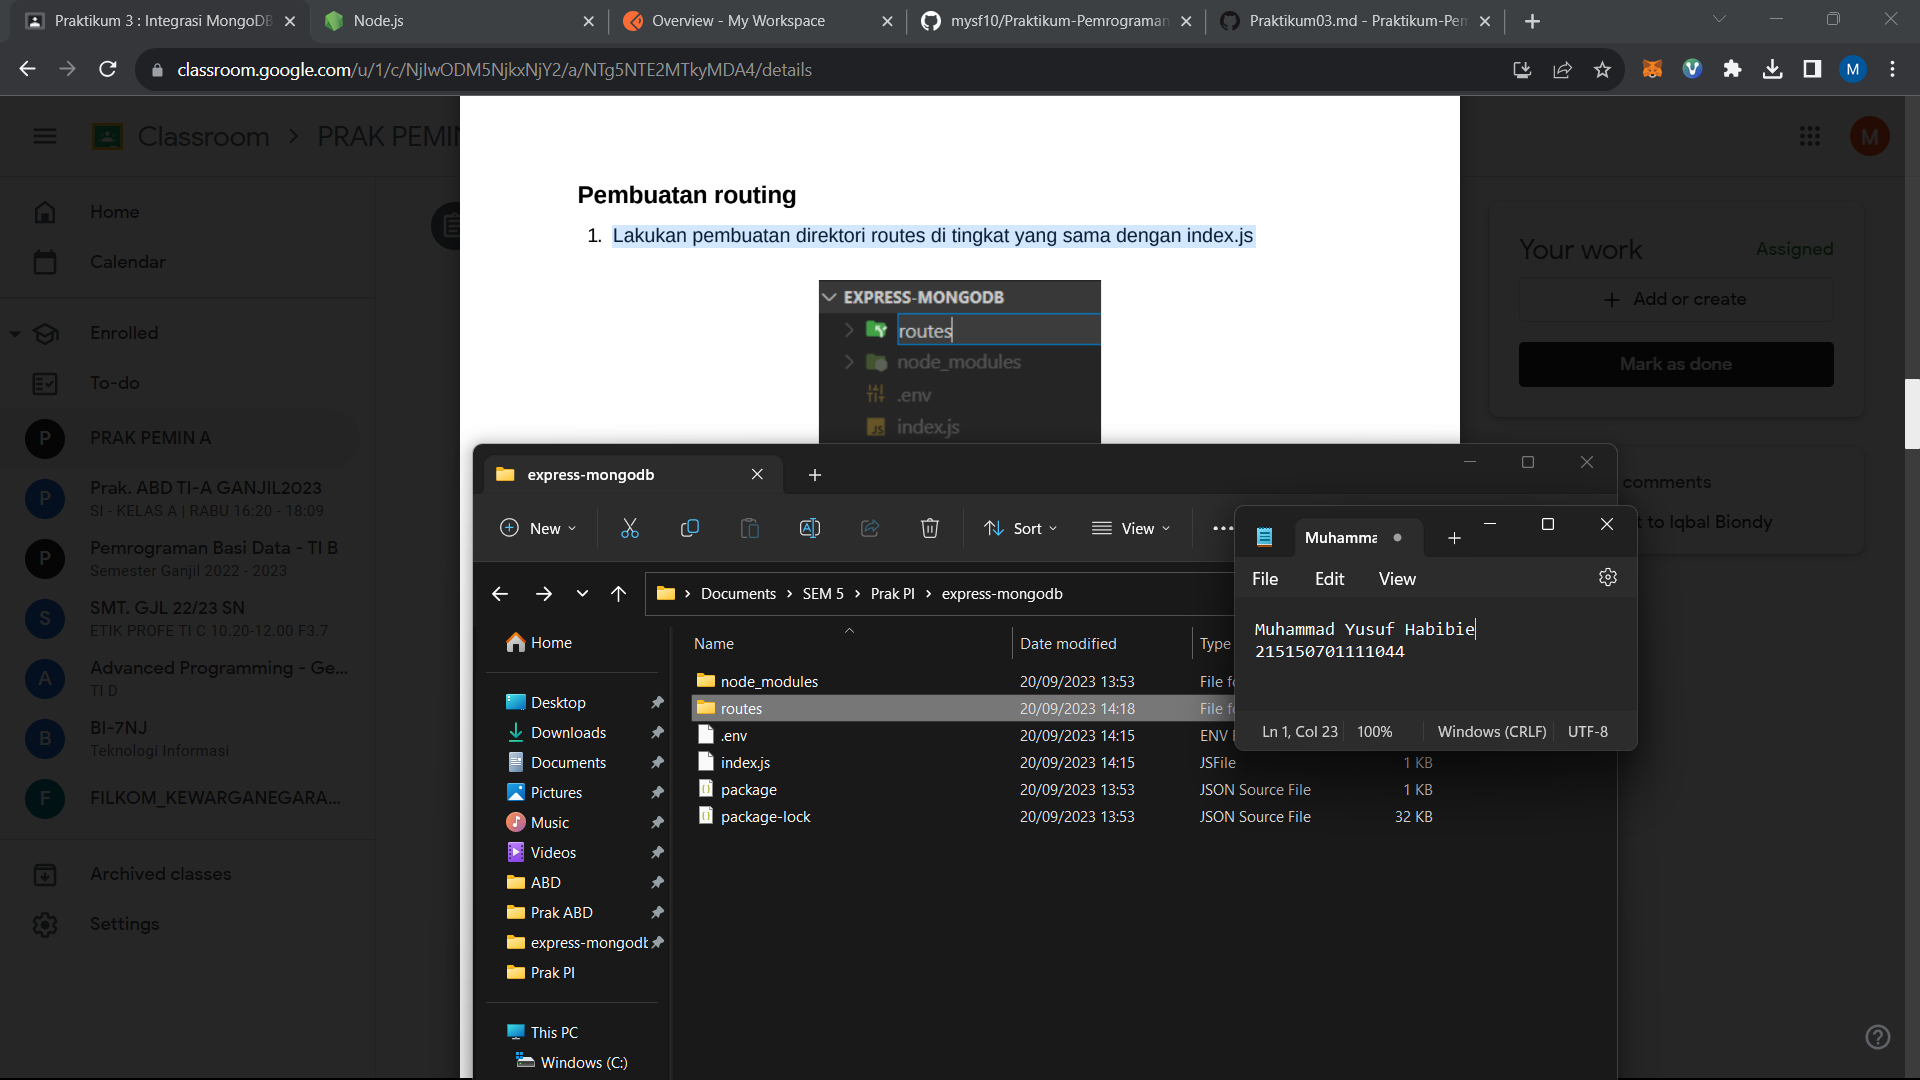 Praktikum 3 : Integrasi MongoDB
Node.js
Overview - My Workspace
mysf10/Praktikum-Pemrograman
Praktikum03.md - Praktikum-Pem
classroom.google.com/u/1/c/NjIwODM5NjkxNjY2/a/NTg5NTE2MTkyMDA4/details
M
Classroom
PRAK PEMIN
M
Home
Calendar
Enrolled
To-do
P
PRAK PEMIN A
P
Prak. ABD TI-A GANJIL2023
SI - KELAS A | RABU 16:20 - 18:09
P
Pemrograman Basi Data - TI B
Semester Ganjil 2022 - 2023
S
SMT. GJL 22/23 SN
ETIK PROFE TI C 10.20-12.00 F3.7
A
Advanced Programming - Ge...
TI D
B
BI-7NJ
Teknologi Informasi
F
FILKOM_KEWARGANEGARA...
Archived classes
Settings
Pembuatan routing
1. Lakukan pembuatan direktori routes di tingkat yang sama dengan index.js
EXPRESS-MONGODB
routes
node_modules
.env
JS index.js
Your work
Assigned
Add or create
Mark as done
comments
t to Iqbal Biondy
express-mongodb
New
Sort
View
Documents > SEM 5 > Prak PI > express-mongodb
Home
Desktop
Downloads
Documents
Pictures
Music
Videos
ABD
Prak ABD
express-mongodb
Prak PI
This PC
Windows (C:)
Name Date modified Type
node_modules 20/09/2023 13:53 File fo
routes 20/09/2023 14:18 File fo
.env 20/09/2023 14:15 ENV
index.js 20/09/2023 14:15 JSFile 1 KB
package 20/09/2023 13:53 JSON Source File 1 KB
package-lock 20/09/2023 13:53 JSON Source File 32 KB
Muhamma
File Edit View
Muhammad Yusuf Habibie
215150701111044
Ln 1, Col 23 100% Windows (CRLF) UTF-8